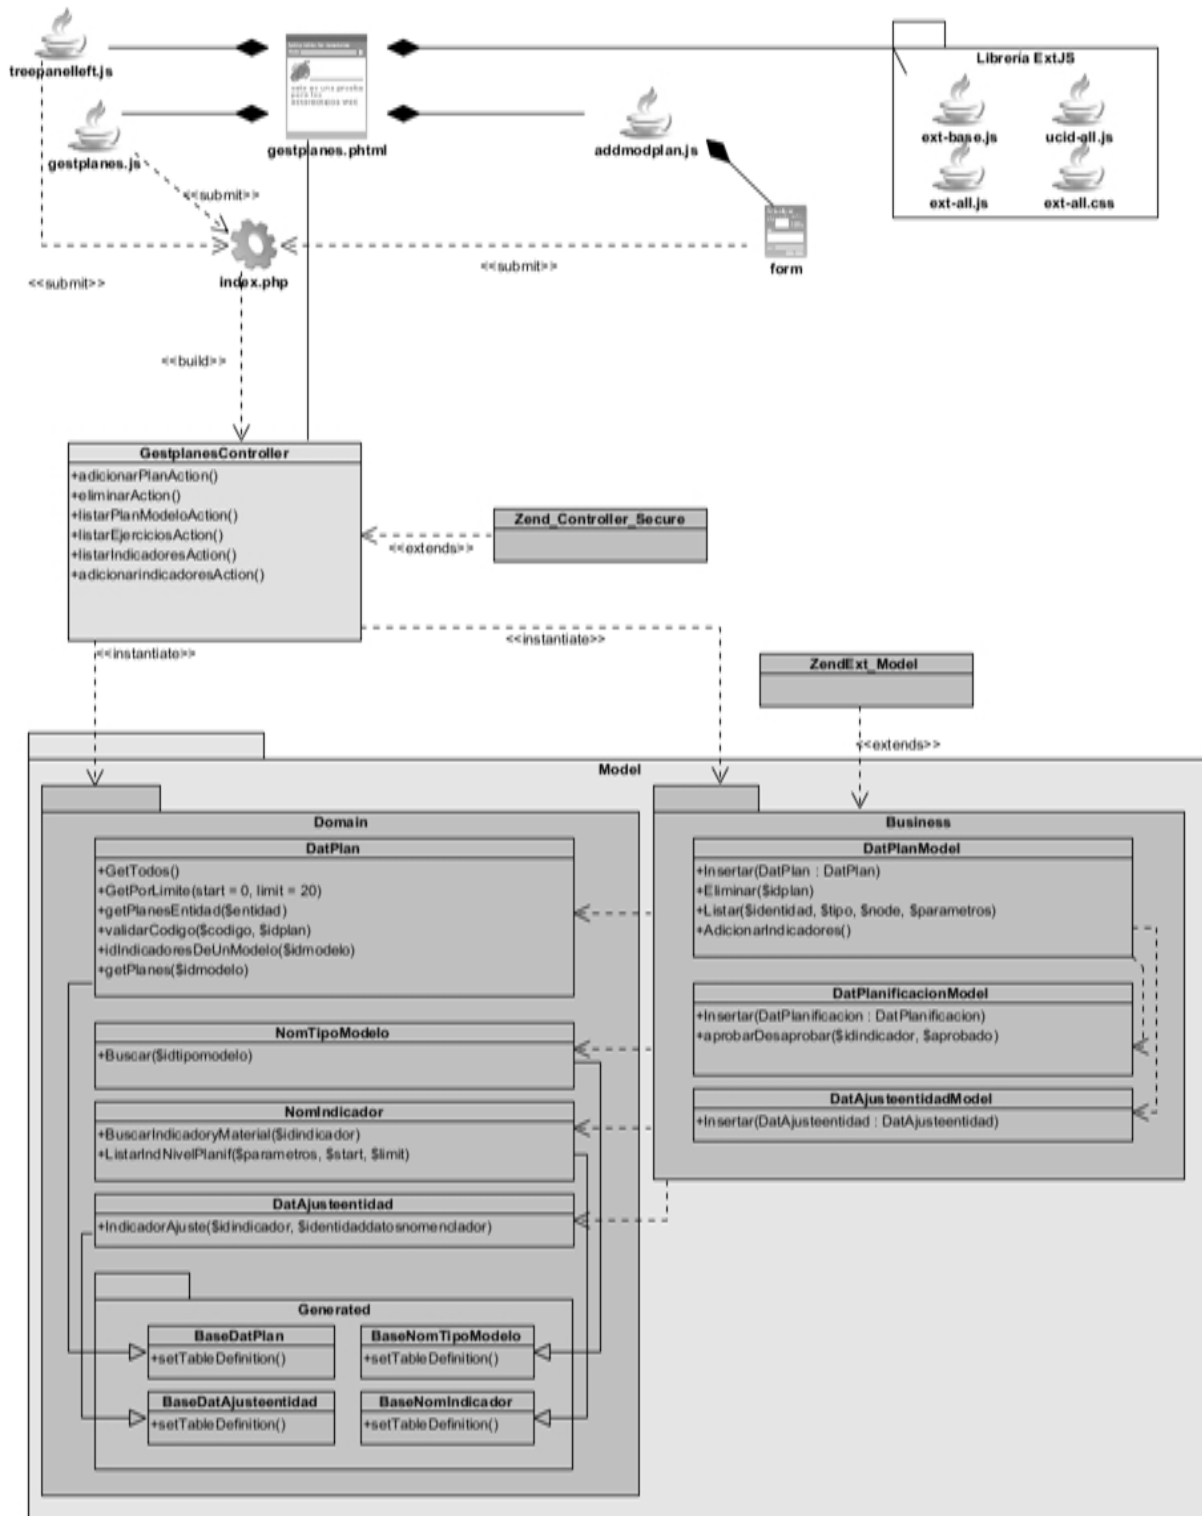 treepanelleft.js
gestplanes.js
gestplanes.phtml
addmodplan.js
Librería ExtJS
ext-base.js
ucid-all.js
ext-all.js
ext-all.css
<<submit>>
<<submit>>
<<submit>>
index.php
form
<<build>>
GestplanesController
+adicionarPlanAction()
+eliminarAction()
+listarPlanModeloAction()
+listarEjerciciosAction()
+listarIndicadoresAction()
+adicionarindicadoresAction()
Zend_Controller_Secure
<<extends>>
<<instantiate>>
<<instantiate>>
ZendExt_Model
<<extends>>
Model
Domain
DatPlan
+GetTodos()
+GetPorLimite(start = 0, limit = 20)
+getPlanesEntidad($entidad)
+validarCodigo($codigo, $idplan)
+idIndicadoresDeUnModelo($idmodelo)
+getPlanes($idmodelo)
NomTipoModelo
+Buscar($idtipomodelo)
NomIndicador
+BuscarIndicadoryMaterial($idindicador)
+ListarIndNivelPlanif($parametros, $start, $limit)
DatAjusteentidad
+IndicadorAjuste($idindicador, $identidaddatosnomenclador)
Generated
BaseDatPlan
+setTableDefinition()
BaseNomTipoModelo
+setTableDefinition()
BaseDatAjusteentidad
+setTableDefinition()
BaseNomIndicador
+setTableDefinition()
Business
DatPlanModel
+Insertar(DatPlan : DatPlan)
+Eliminar($idplan)
+Listar($identidad, $tipo, $node, $parametros)
+AdicionarIndicadores()
DatPlanificacionModel
+Insertar(DatPlanificacion : DatPlanificacion)
+aprobarDesaprobar($idindicador, $aprobado)
DatAjusteentidadModel
+Insertar(DatAjusteentidad : DatAjusteentidad)